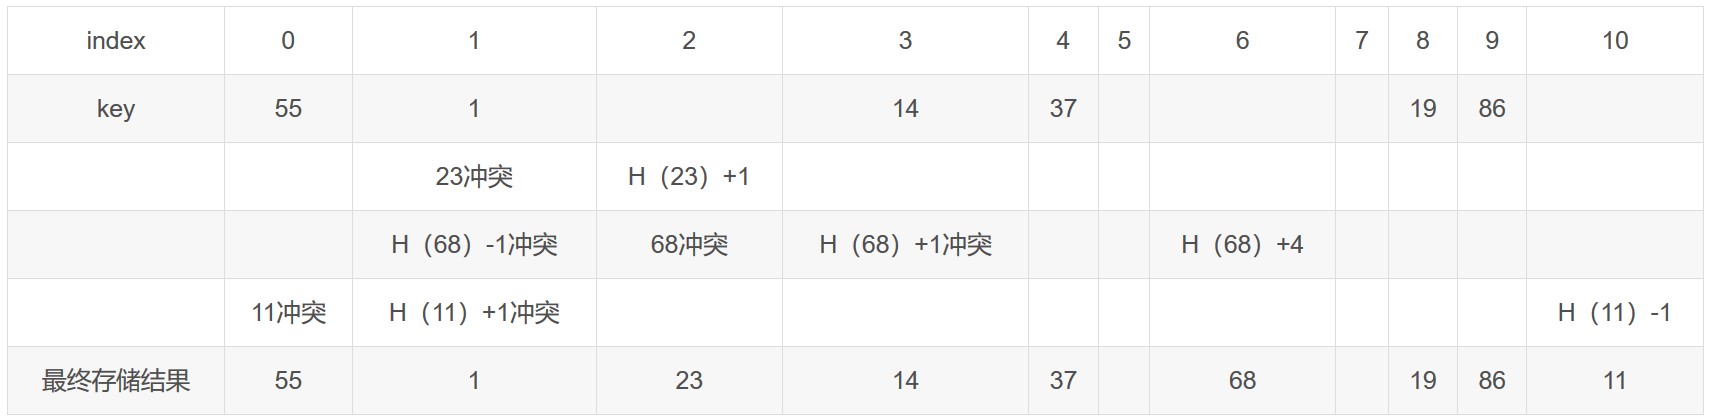 index 0 1 2 3 4 5 6 7 8 9 10
key 55 1 14 37 19 86
23冲突 H（23）+1
H（68）-1冲突 68冲突 H（68）+1冲突 H（68）+4
11冲突 H（11）+1冲突 H（11）-1
最终存储结果 55 1 23 14 37 68 19 86 11